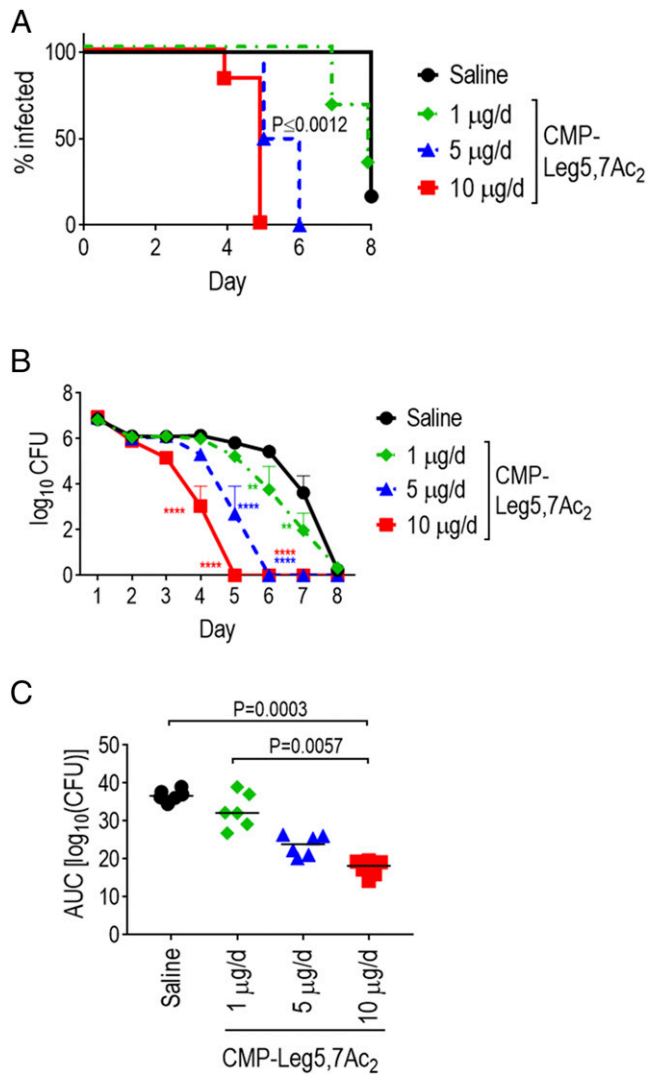 A
100
50
0
% infected
P≤0.0012
0 2 4 6 8
Day
Saline
1 µg/d
5 µg/d
10 µg/d
CMP-
Leg5,7Ac₂
B
8
6
4
2
0
log₁₀ CFU
**
****
**
****
****
****
****
1 2 3 4 5 6 7 8
Day
Saline
1 µg/d
5 µg/d
10 µg/d
CMP-
Leg5,7Ac₂
C
P=0.0003
P=0.0057
50
40
30
20
10
0
AUC [log₁₀(CFU)]
Saline
1 µg/d
5 µg/d
10 µg/d
CMP-Leg5,7Ac₂